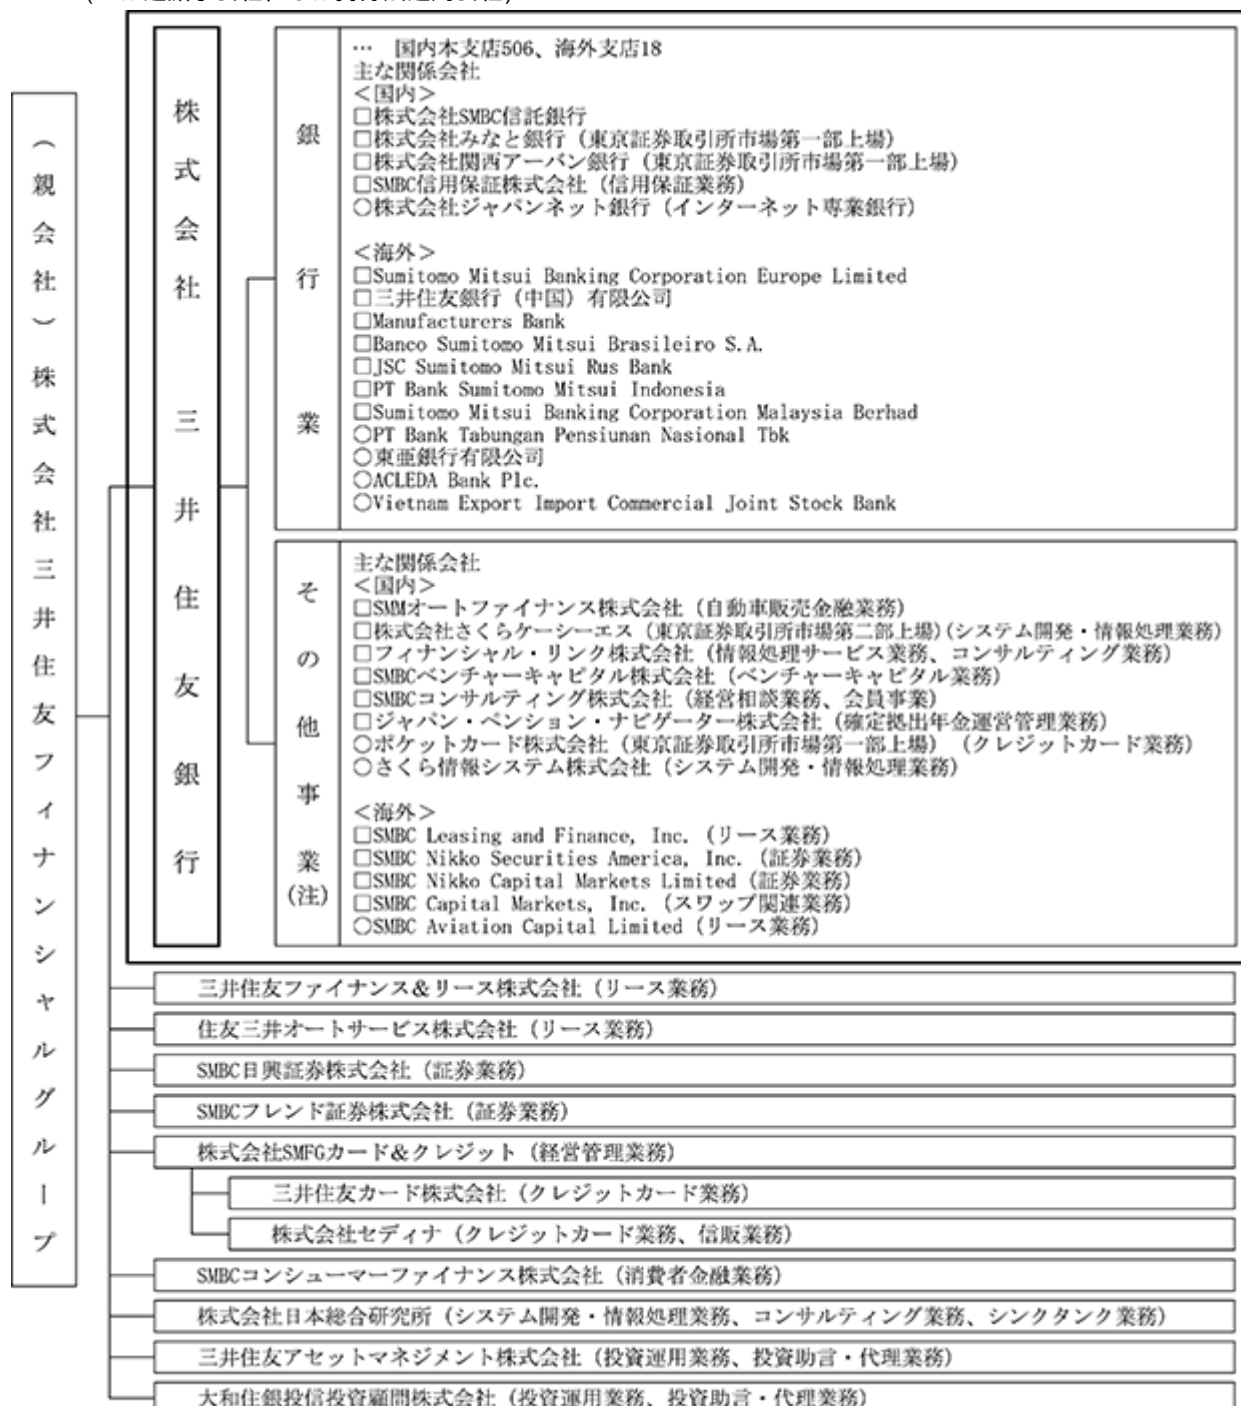 (親会社)株式会社三井住友フィナンシャルグループ
株式会社三井住友銀行
銀行業
… 国内本支店506、海外支店18
主な関係会社
＜国内＞
□株式会社SMBC信託銀行
□株式会社みなと銀行（東京証券取引所市場第一部上場）
□株式会社関西アーバン銀行（東京証券取引所市場第一部上場）
□SMBC信用保証株式会社（信用保証業務）
○株式会社ジャパンネット銀行（インターネット専業銀行）
＜海外＞
□Sumitomo Mitsui Banking Corporation Europe Limited
□三井住友銀行（中国）有限公司
□Manufacturers Bank
□Banco Sumitomo Mitsui Brasileiro S.A.
□JSC Sumitomo Mitsui Rus Bank
□PT Bank Sumitomo Mitsui Indonesia
□Sumitomo Mitsui Banking Corporation Malaysia Berhad
○PT Bank Tabungan Pensiunan Nasional Tbk
○東亜銀行有限公司
○ACLEDA Bank Plc.
○Vietnam Export Import Commercial Joint Stock Bank
その他事業(注)
主な関係会社
＜国内＞
□SMMオートファイナンス株式会社（自動車販売金融業務）
□株式会社さくらケーシーエス（東京証券取引所市場第二部上場）（システム開発・情報処理業務）
□フィナンシャル・リンク株式会社（情報処理サービス業務、コンサルティング業務）
□SMBCベンチャーキャピタル株式会社（ベンチャーキャピタル業務）
□SMBCコンサルティング株式会社（経営相談業務、会員事業）
□ジャパン・ペンション・ナビゲーター株式会社（確定拠出年金運営管理業務）
○ポケットカード株式会社（東京証券取引所市場第一部上場）（クレジットカード業務）
○さくら情報システム株式会社（システム開発・情報処理業務）
＜海外＞
□SMBC Leasing and Finance, Inc.（リース業務）
□SMBC Nikko Securities America, Inc.（証券業務）
□SMBC Nikko Capital Markets Limited（証券業務）
□SMBC Capital Markets, Inc.（スワップ関連業務）
○SMBC Aviation Capital Limited（リース業務）
三井住友ファイナンス＆リース株式会社（リース業務）
住友三井オートサービス株式会社（リース業務）
SMBC日興証券株式会社（証券業務）
SMBCフレンド証券株式会社（証券業務）
株式会社SMFGカード＆クレジット（経営管理業務）
三井住友カード株式会社（クレジットカード業務）
株式会社セディナ（クレジットカード業務、信販業務）
SMBCコンシューマーファイナンス株式会社（消費者金融業務）
株式会社日本総合研究所（システム開発・情報処理業務、コンサルティング業務、シンクタンク業務）
三井住友アセットマネジメント株式会社（投資運用業務、投資助言・代理業務）
大和住銀投信投資顧問株式会社（投資運用業務、投資助言・代理業務）